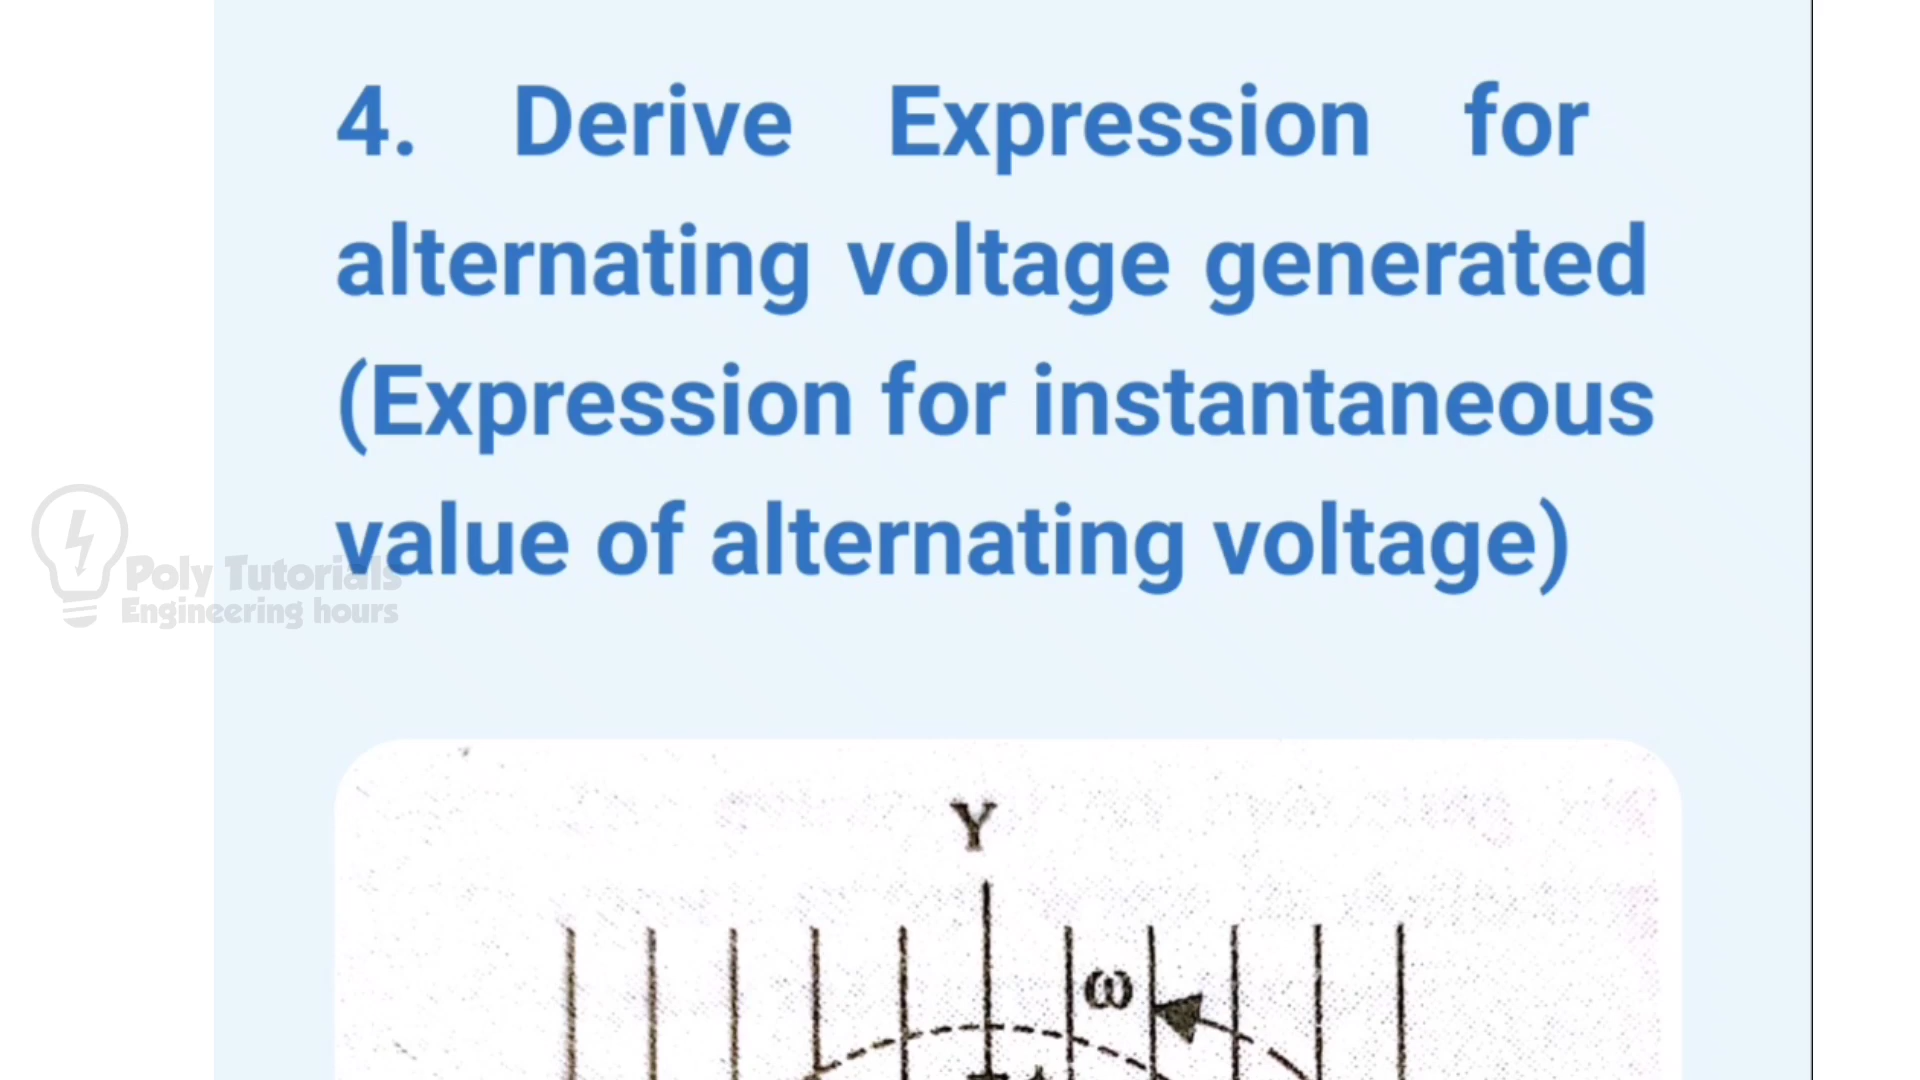 4. Derive Expression for
alternating voltage generated
(Expression for instantaneous
value of alternating voltage)
Poly Tutorials
Engineering hours
Y
ω